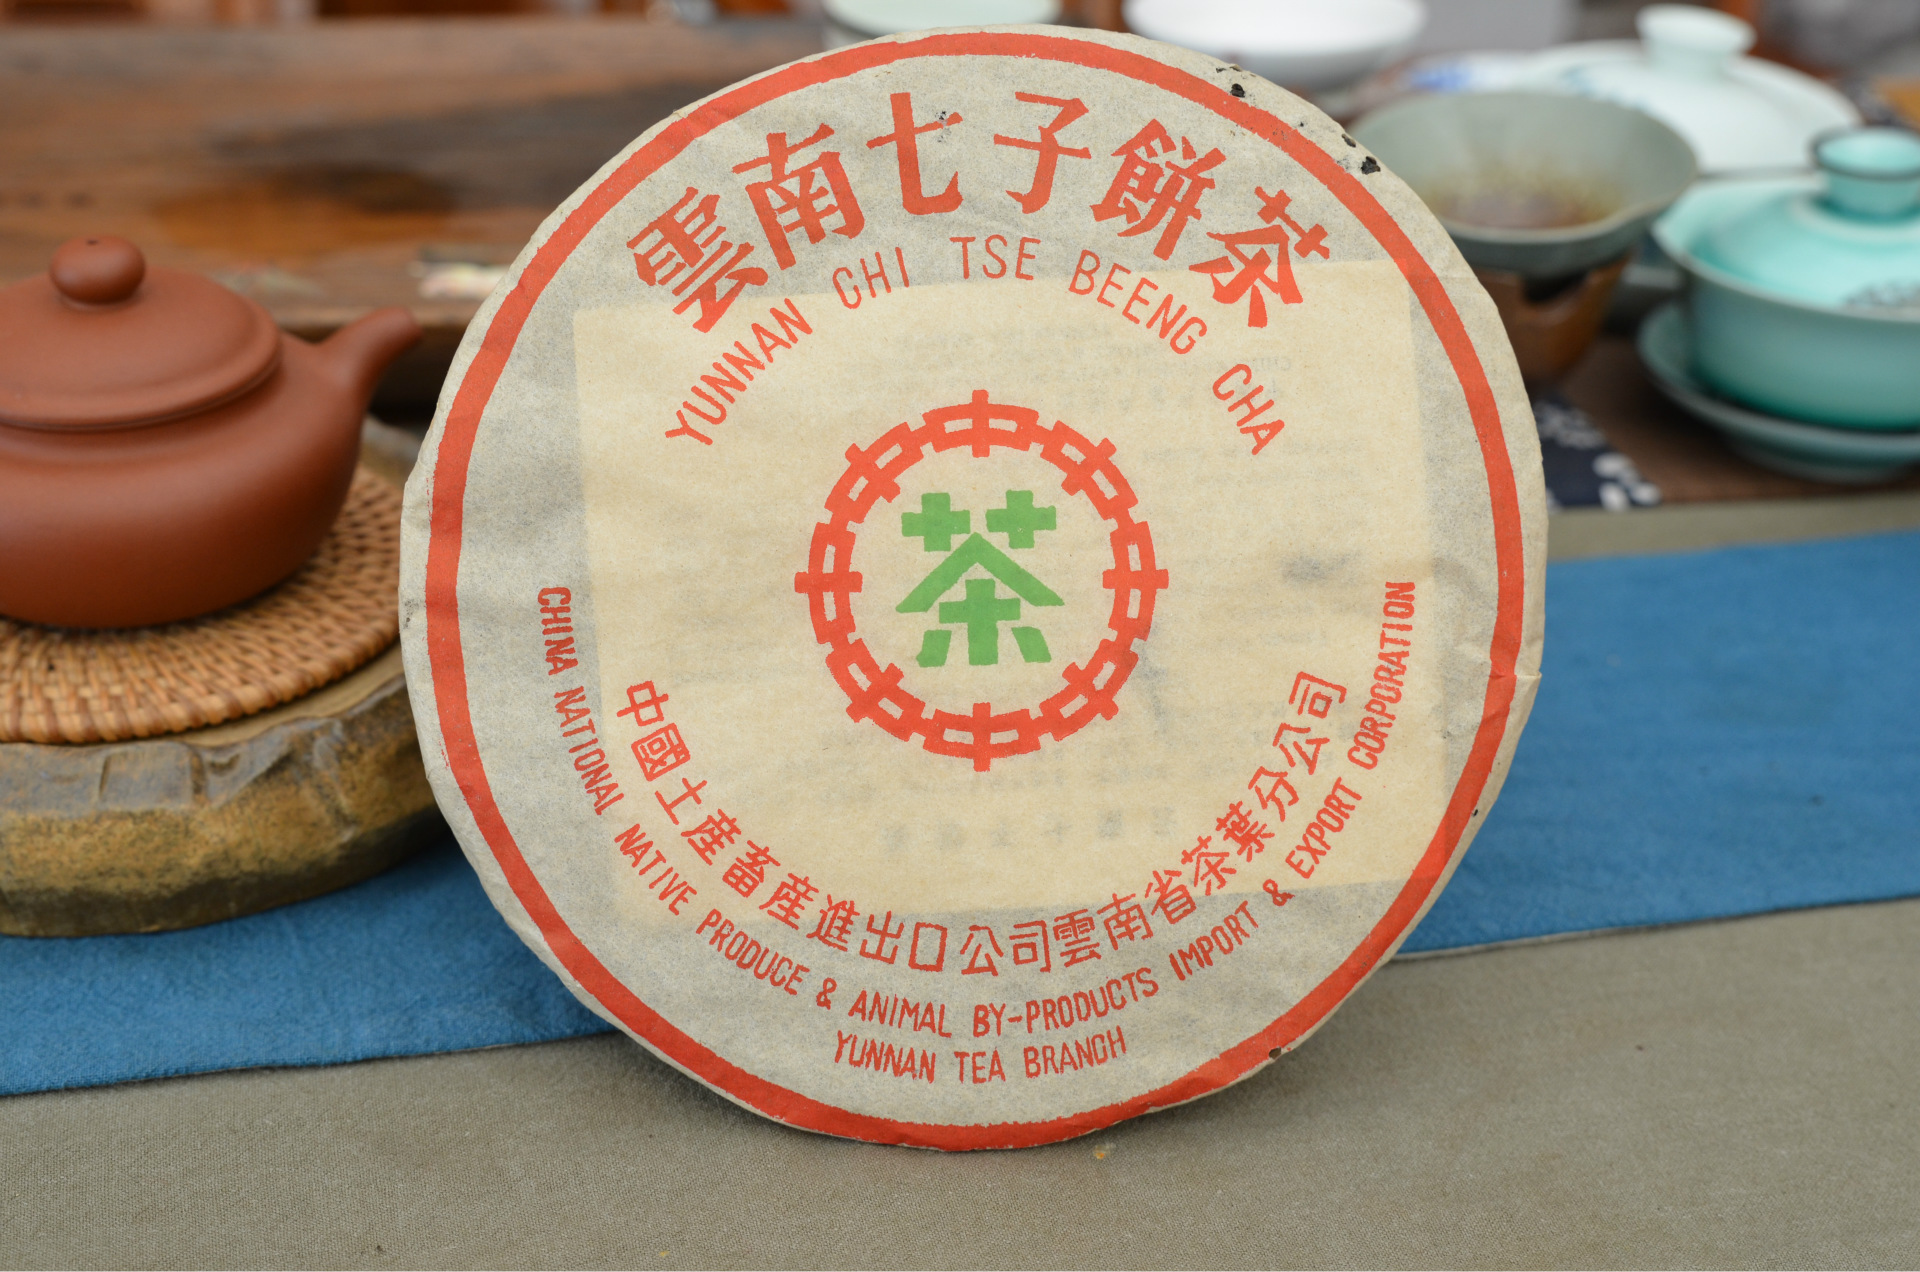 雲南七子餅茶
YUNNAN CHI TSE BEENG CHA
茶
中國土産畜産進出口公司雲南省茶葉分公司
CHINA NATIONAL NATIVE PRODUCE & ANIMAL BY-PRODUCTS IMPORT & EXPORT CORPORATION
YUNNAN TEA BRANCH